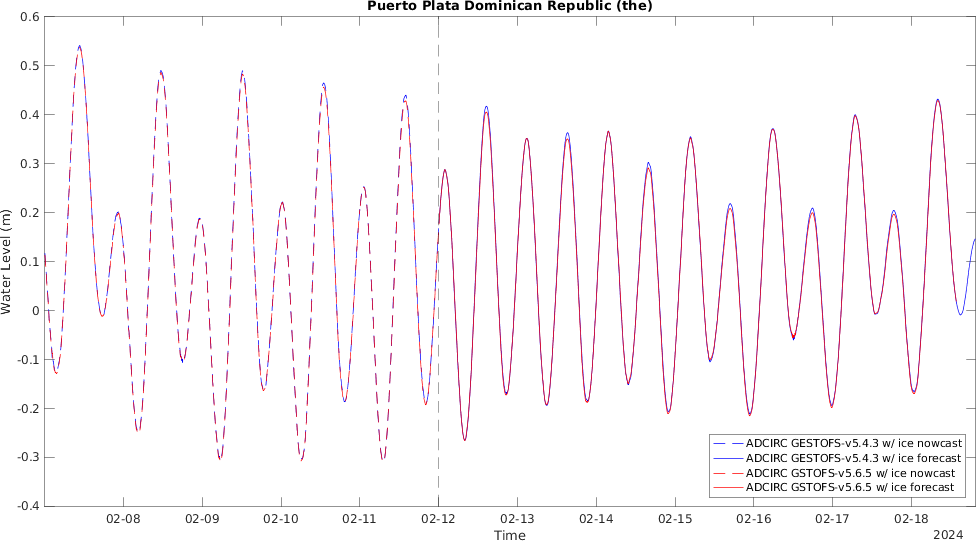 Puerto Plata Dominican Republic (the)
0.6
0.5
0.4
0.3
0.2
0.1
0
-0.1
-0.2
-0.3
-0.4
Water Level (m)
ADCIRC GESTOFS-v5.4.3 w/ ice nowcast
ADCIRC GESTOFS-v5.4.3 w/ ice forecast
ADCIRC GSTOFS-v5.6.5 w/ ice nowcast
ADCIRC GSTOFS-v5.6.5 w/ ice forecast
02-08 02-09 02-10 02-11 02-12 02-13 02-14 02-15 02-16 02-17 02-18
Time
2024